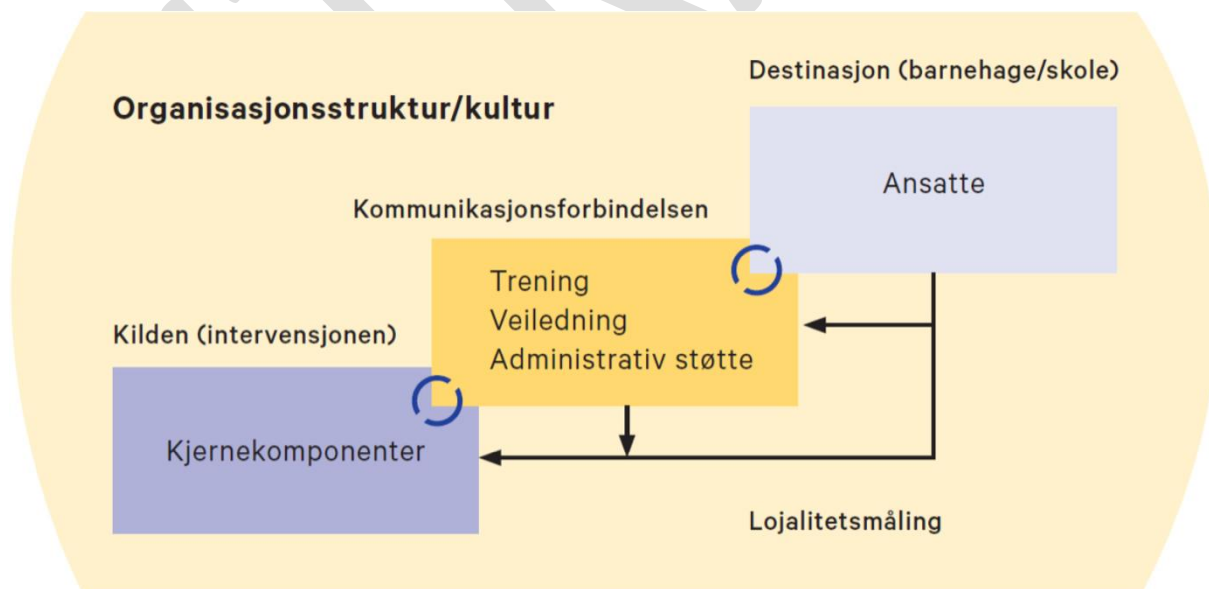 Destinasjon (barnehage/skole)
Organisasjonsstruktur/kultur
Ansatte
Kommunikasjonsforbindelsen
Trening
Veiledning
Administrativ støtte
Kilden (intervensjonen)
Kjernekomponenter
Lojalitetsmåling